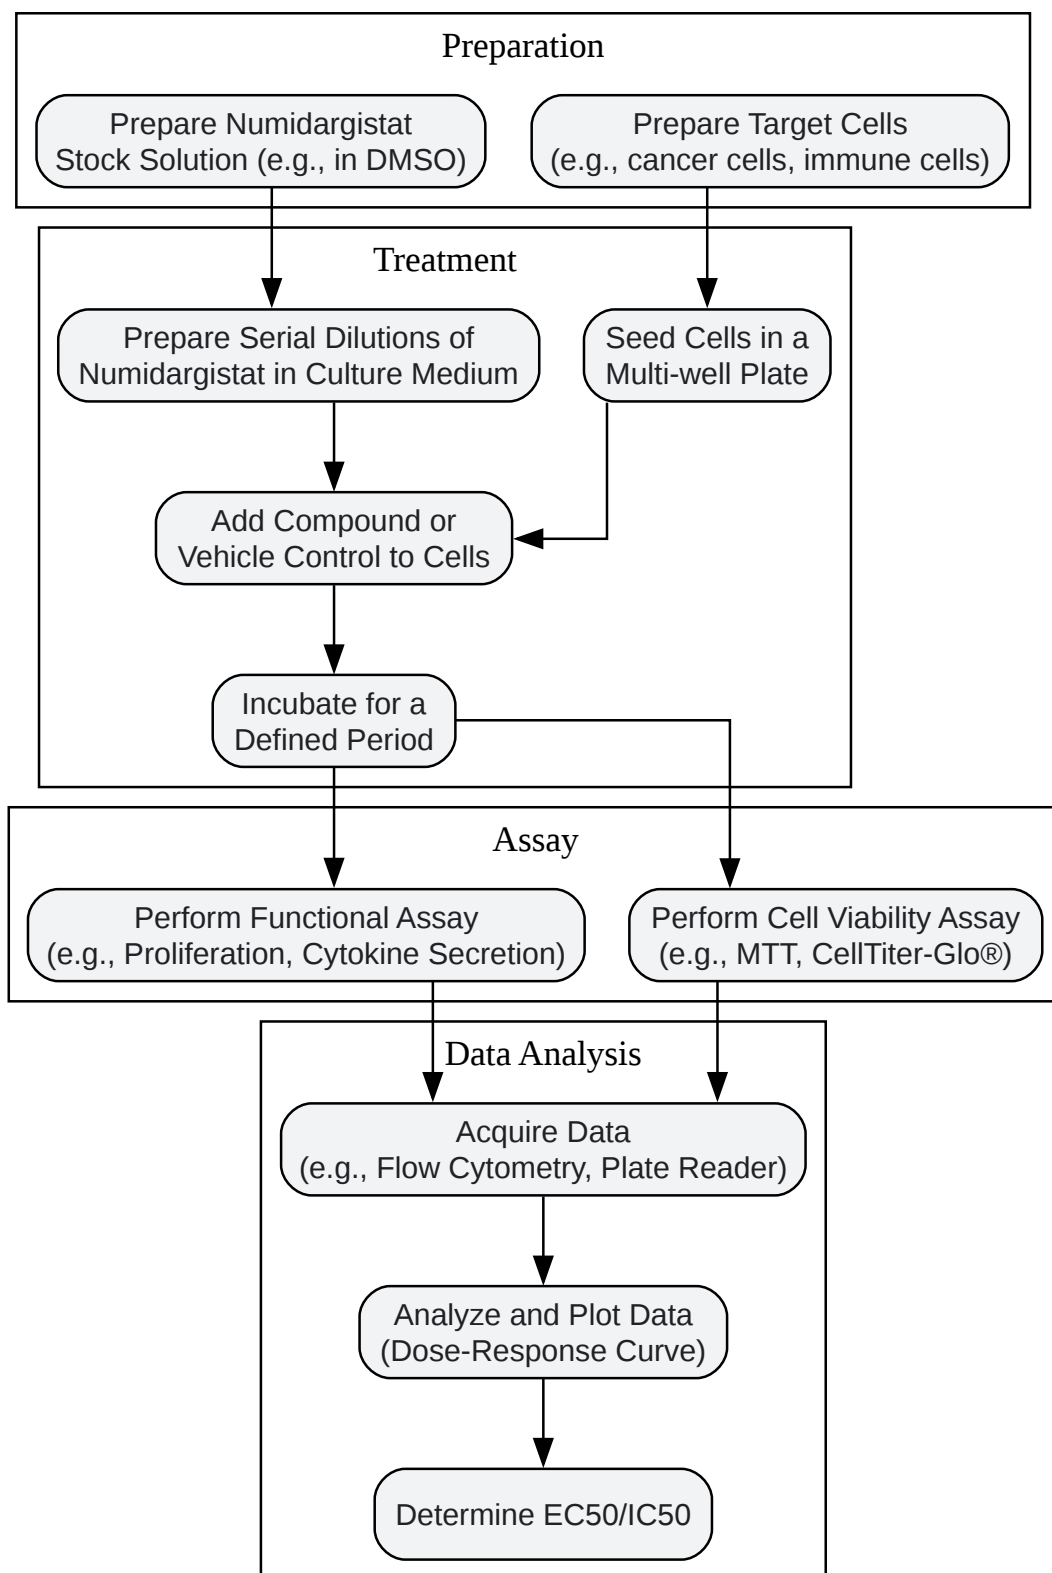 Preparation
Prepare Numidargistat
Stock Solution (e.g., in DMSO)
Prepare Target Cells
(e.g., cancer cells, immune cells)
Treatment
Prepare Serial Dilutions of
Numidargistat in Culture Medium
Seed Cells in a
Multi-well Plate
Add Compound or
Vehicle Control to Cells
Incubate for a
Defined Period
Assay
Perform Functional Assay
(e.g., Proliferation, Cytokine Secretion)
Perform Cell Viability Assay
(e.g., MTT, CellTiter-Glo®)
Data Analysis
Acquire Data
(e.g., Flow Cytometry, Plate Reader)
Analyze and Plot Data
(Dose-Response Curve)
Determine EC50/IC50